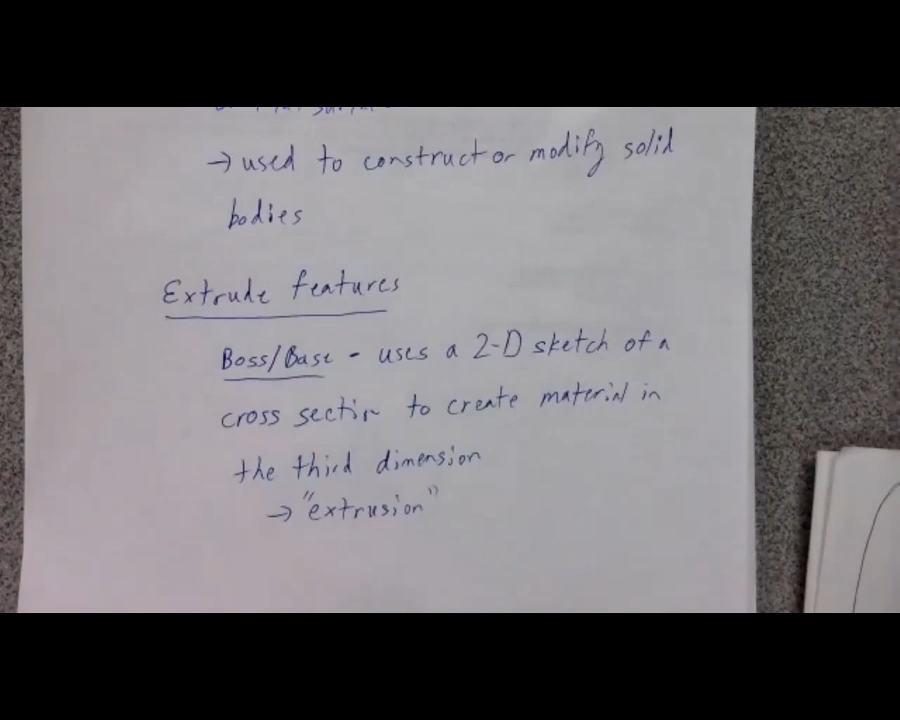 → used to construct or modify solid
bodies
Extrude features
Boss/Base - uses a 2-D sketch of a
cross section to create material in
the third dimension
→ "extrusion"